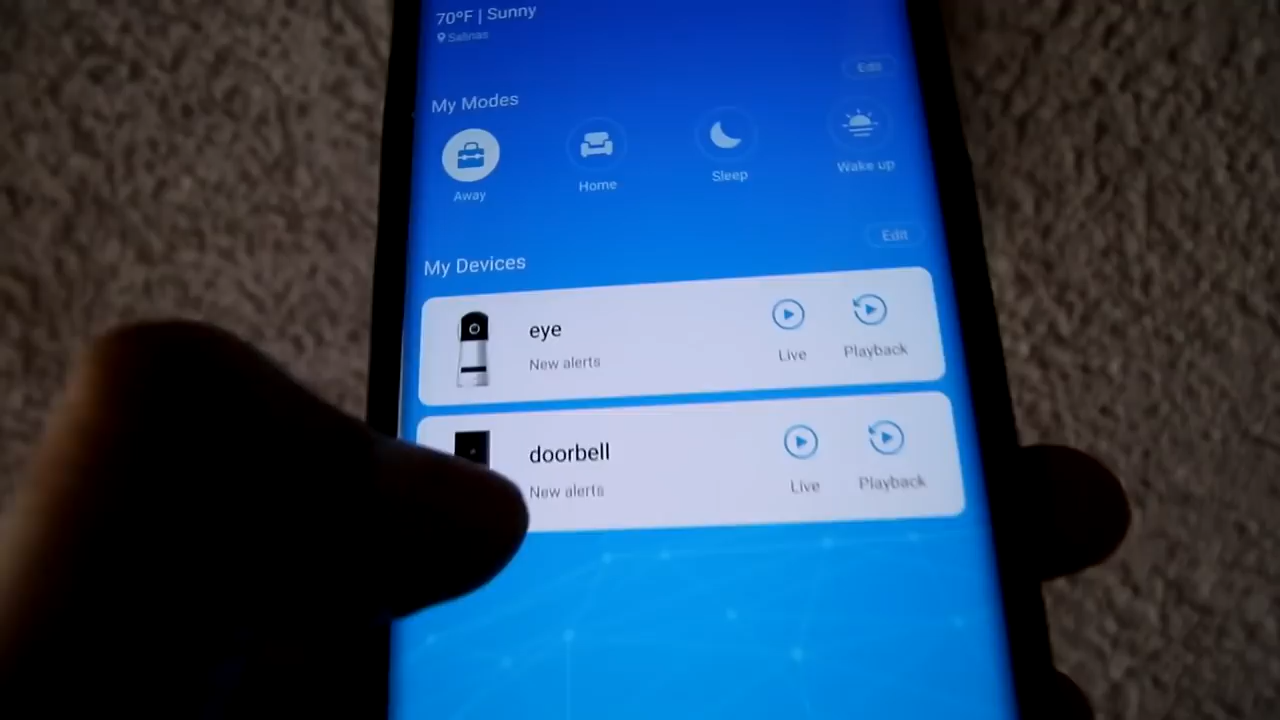 70°F | Sunny
Salinas
Edit
My Modes
Away
Home
Sleep
Wake up
Edit
My Devices
eye
New alerts
Live
Playback
doorbell
New alerts
Live
Playback